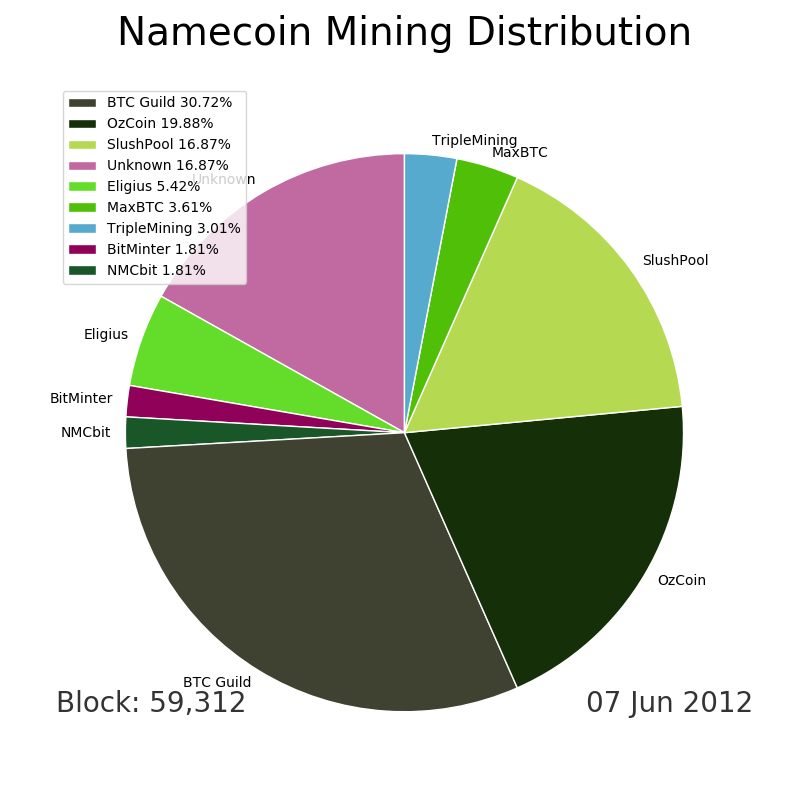 Namecoin Mining Distribution
BTC Guild 30.72%
OzCoin 19.88%
SlushPool 16.87%
Unknown 16.87%
Eligius 5.42%
MaxBTC 3.61%
TripleMining 3.01%
BitMinter 1.81%
NMCbit 1.81%
TripleMining
MaxBTC
Unknown
SlushPool
Eligius
BitMinter
NMCbit
OzCoin
BTC Guild
Block: 59,312
07 Jun 2012